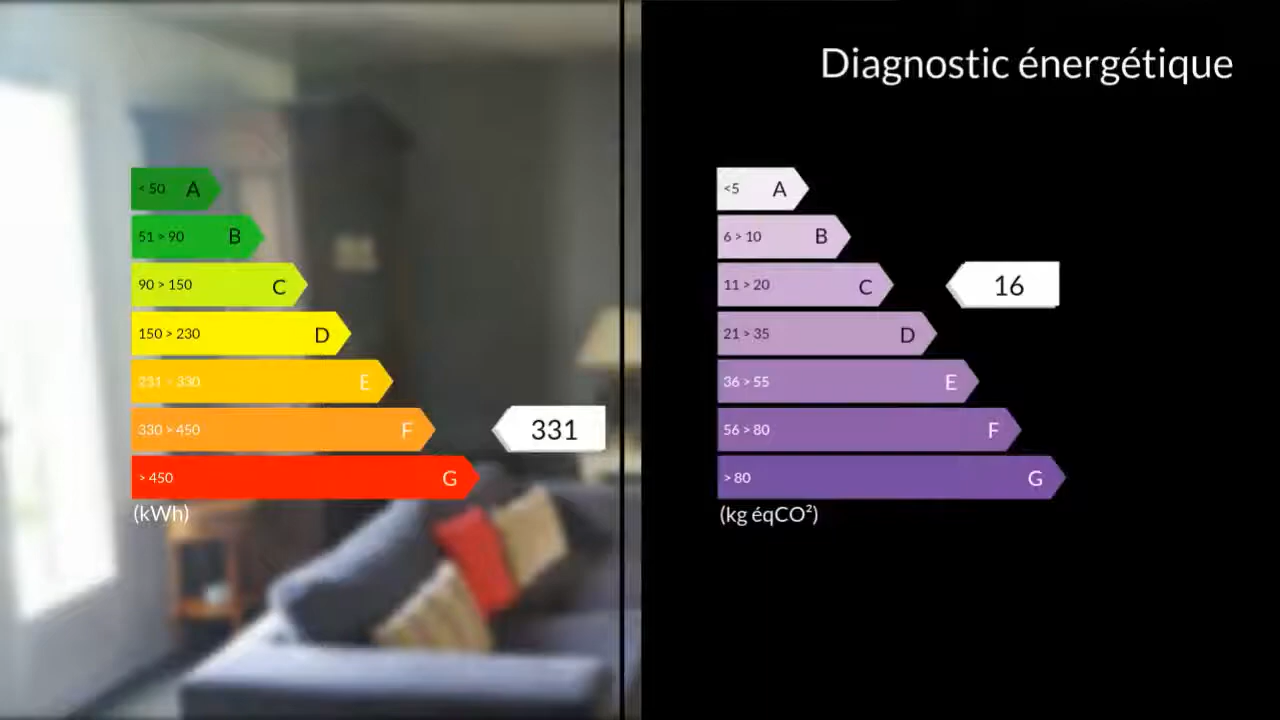 Diagnostic énergétique
< 50 A
51 > 90 B
90 > 150 C
150 > 230 D
231 > 330 E
330 > 450 F
331
> 450 G
(kWh)
<5 A
6 > 10 B
11 > 20 C
16
21 > 35 D
36 > 55 E
56 > 80 F
> 80 G
(kg éqCO²)